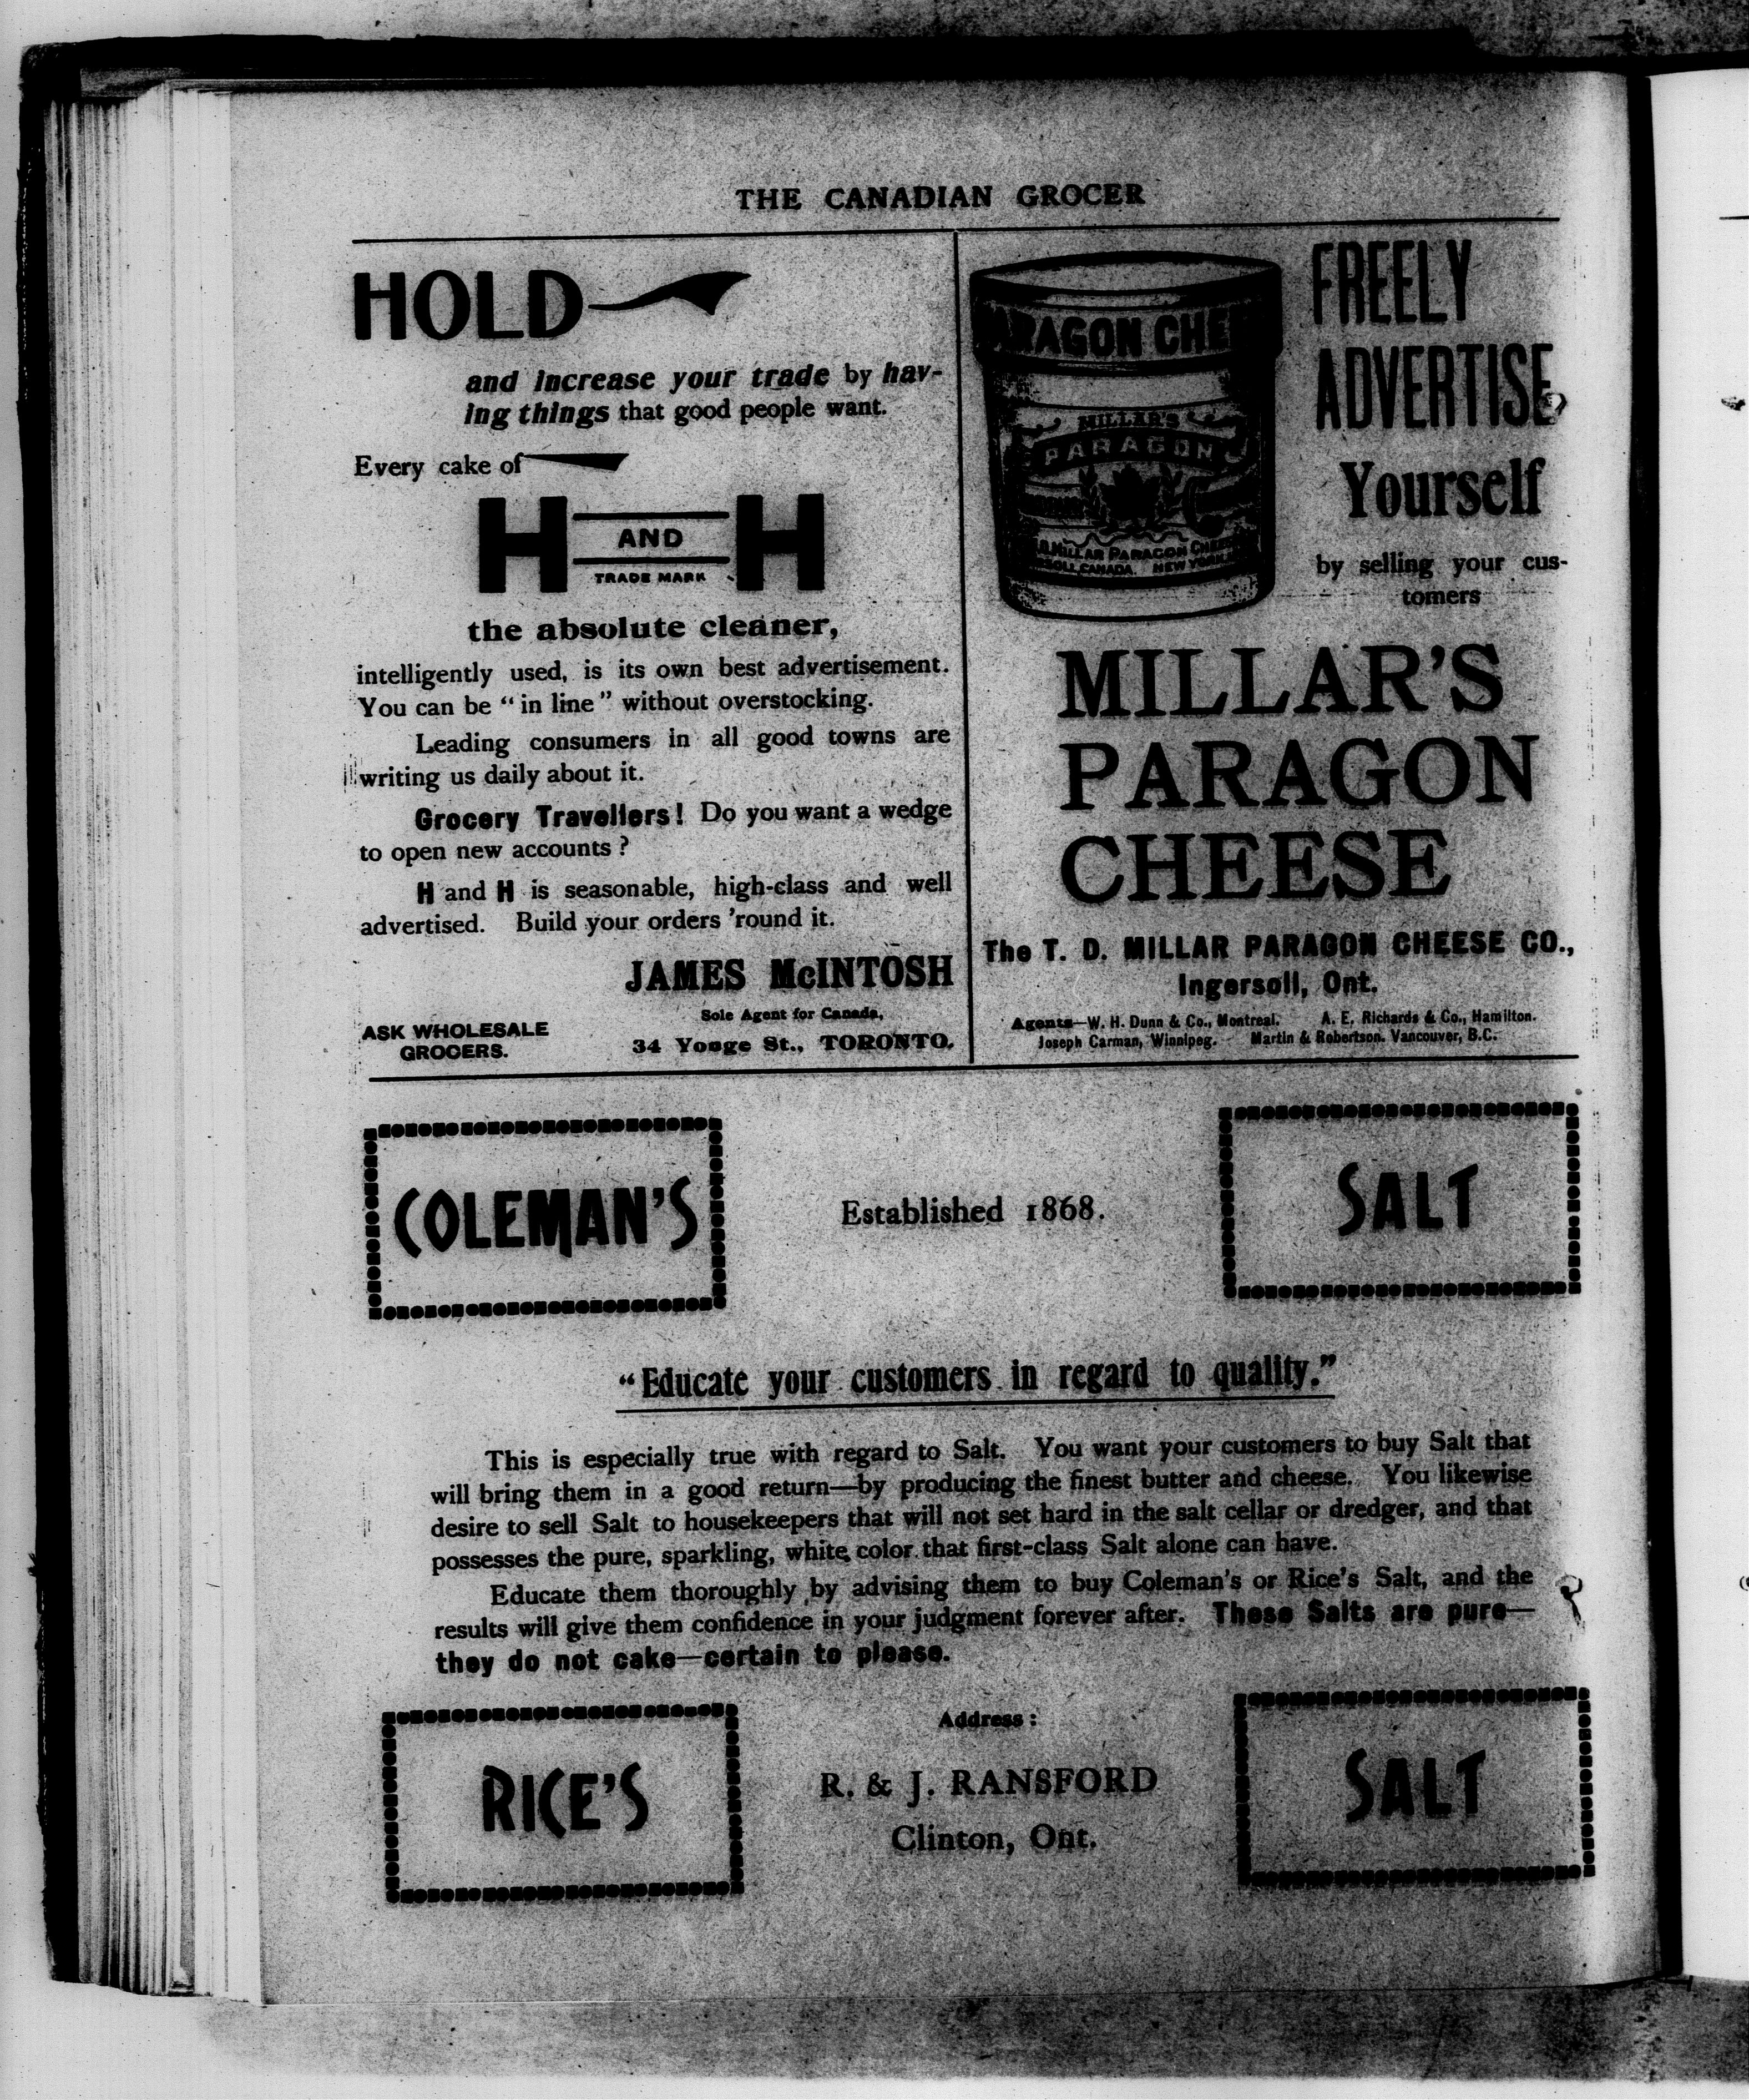 THE CANADIAN GROCER
HOLD
and increase your trade by hav-
ing things that good people want.
Every cake of
H AND H
TRADE MARK
the absolute cleaner,
intelligently used, is its own best advertisement.
You can be "in line" without overstocking.
Leading consumers in all good towns are
writing us daily about it.
Grocery Travellers! Do you want a wedge
to open new accounts?
H and H is seasonable, high-class and well
advertised. Build your orders 'round it.
JAMES McINTOSH
Sole Agent for Canada,
34 Yonge St., TORONTO.
ASK WHOLESALE
GROCERS.
ARAGON CHEE
MILLAR'S
PARAGON
MILLAR PARAGON CHEE
SOLL, CANADA. NEW YORK
FREELY
ADVERTISE
Yourself
by selling your cus-
tomers
MILLAR'S
PARAGON
CHEESE
The T. D. MILLAR PARAGON CHEESE CO.,
Ingersoll, Ont.
Agents—W. H. Dunn & Co., Montreal. A. E. Richards & Co., Hamilton.
Joseph Carman, Winnipeg. Martin & Robertson. Vancouver, B.C.
COLEMAN'S
Established 1868.
SALT
"Educate your customers in regard to quality."
This is especially true with regard to Salt. You want your customers to buy Salt that
will bring them in a good return—by producing the finest butter and cheese. You likewise
desire to sell Salt to housekeepers that will not set hard in the salt cellar or dredger, and that
possesses the pure, sparkling, white color that first-class Salt alone can have.
Educate them thoroughly by advising them to buy Coleman's or Rice's Salt, and the
results will give them confidence in your judgment forever after. These Salts are pure—
they do not cake—certain to please.
RICE'S
Address:
R. & J. RANSFORD
Clinton, Ont.
SALT